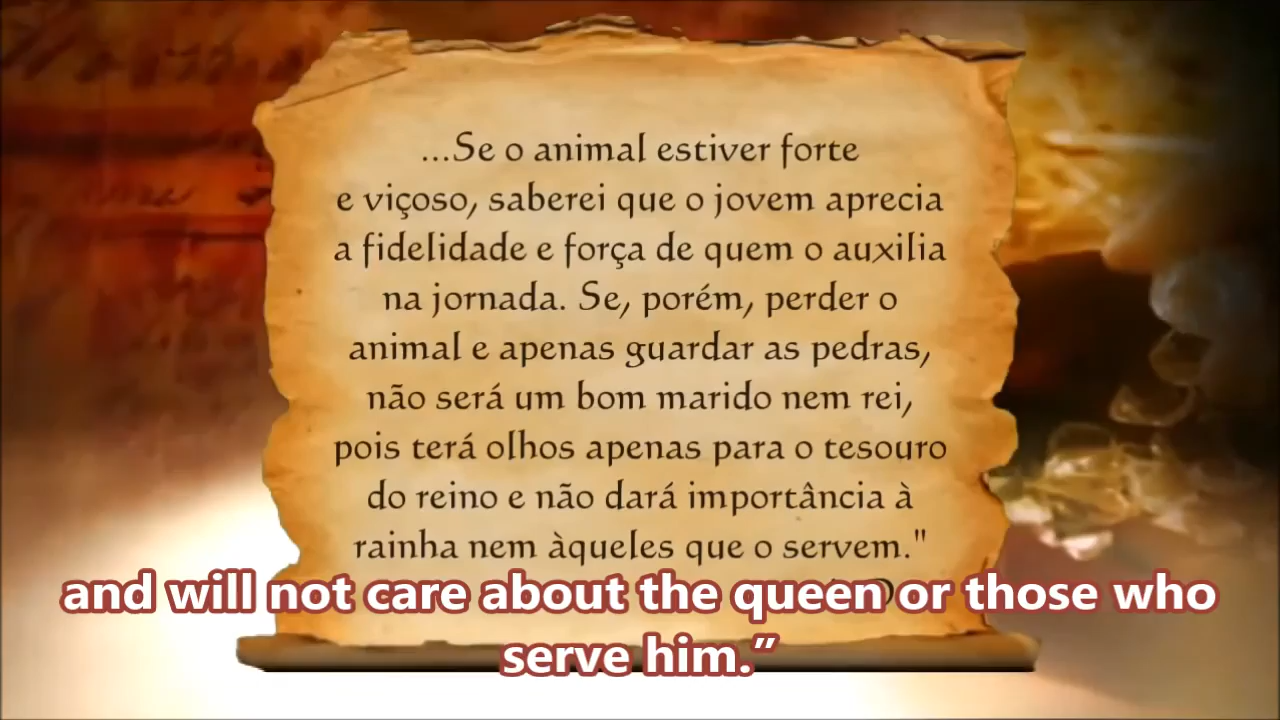 ...Se o animal estiver forte
e viçoso, saberei que o jovem aprecia
a fidelidade e força de quem o auxilia
na jornada. Se, porém, perder o
animal e apenas guardar as pedras,
não será um bom marido nem rei,
pois terá olhos apenas para o tesouro
do reino e não dará importância à
rainha nem àqueles que o servem."
and will not care about the queen or those who
serve him.”